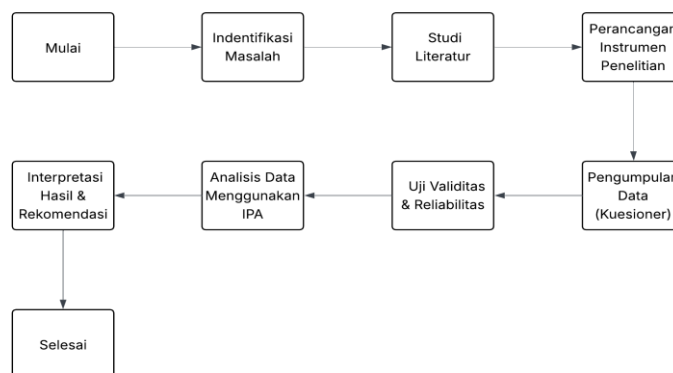 Mulai
Indentifikasi
Masalah
Studi
Literatur
Perancangan
Instrumen
Penelitian
Interpretasi
Hasil &
Rekomendasi
Analisis Data
Menggunakan
IPA
Uji Validitas
& Reliabilitas
Pengumpulan
Data
(Kuesioner)
Selesai